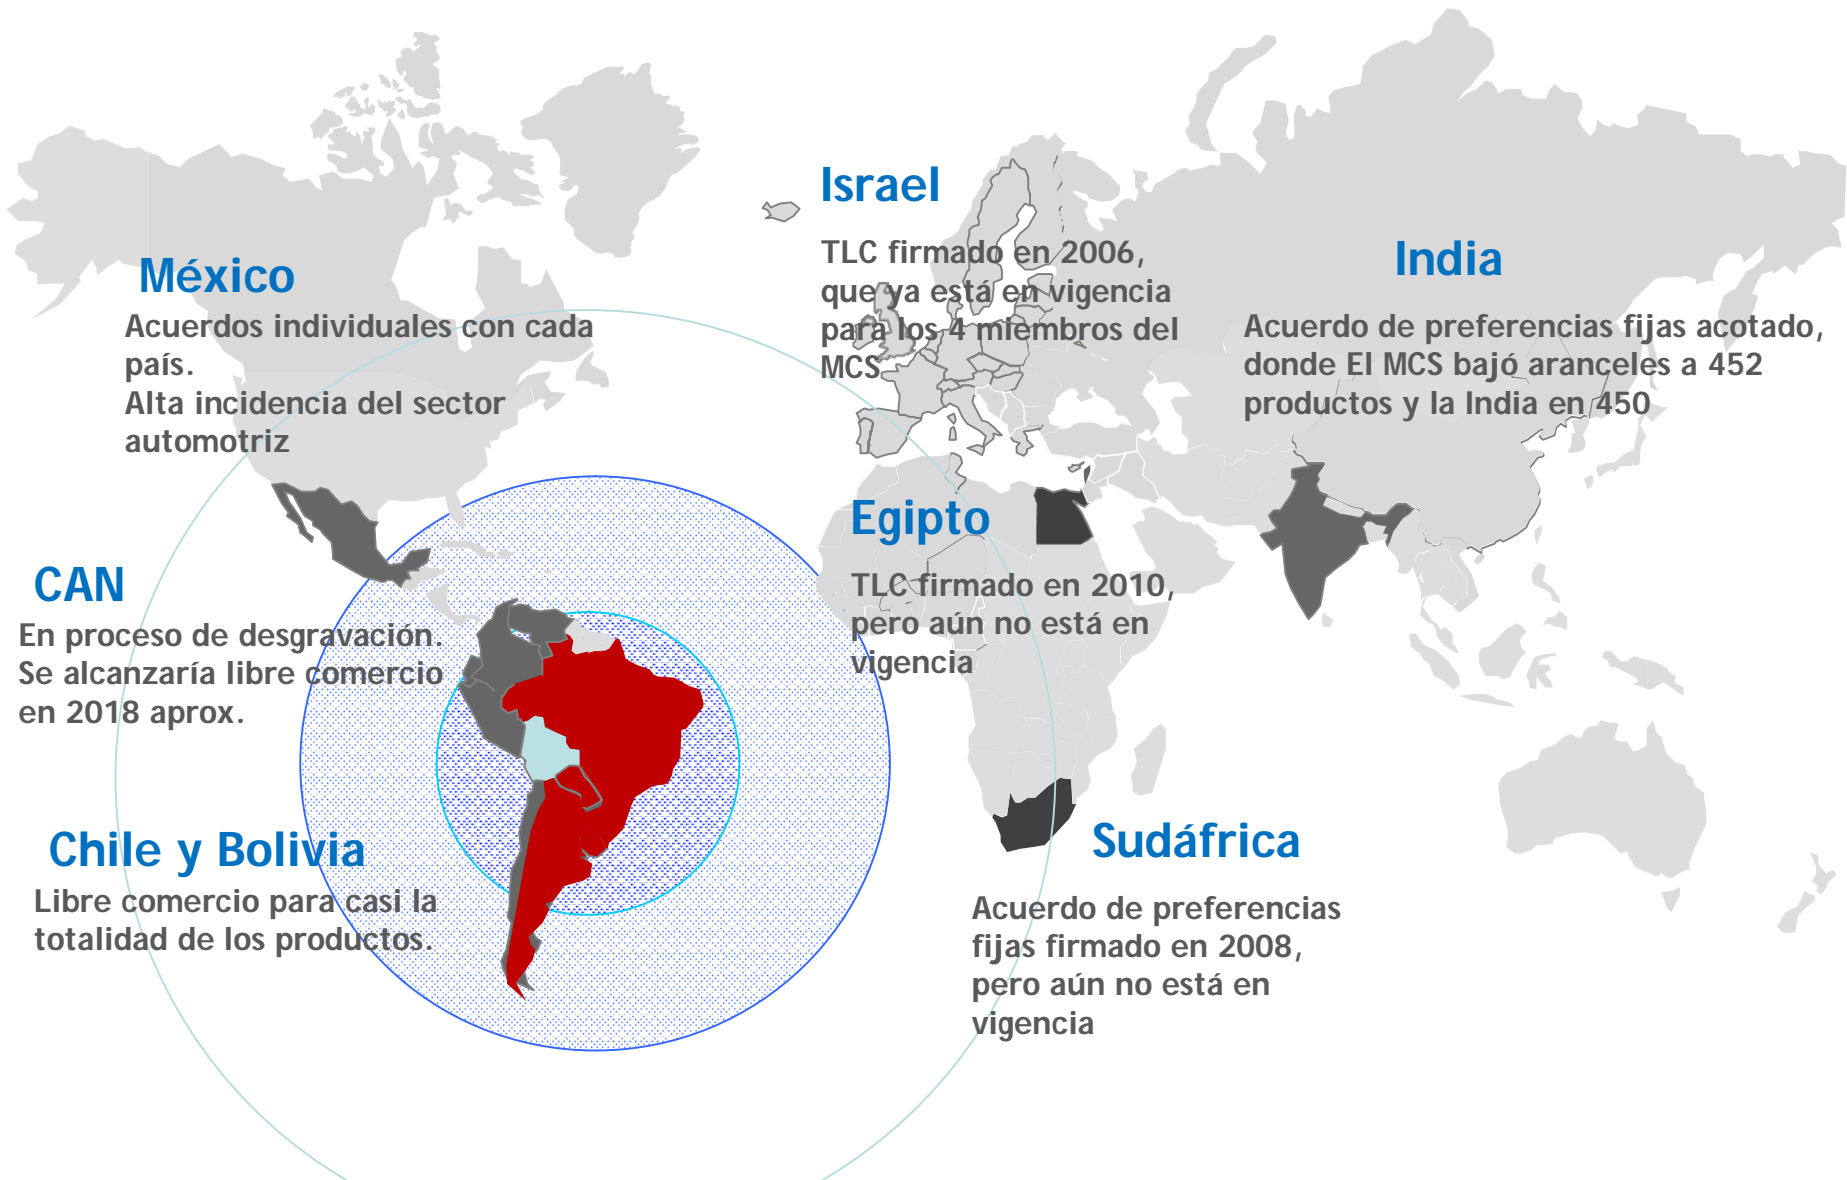 Israel
TLC firmado en 2006,
que ya está en vigencia
para los 4 miembros del
MCS
India
Acuerdo de preferencias fijas acotado,
donde El MCS bajó aranceles a 452
productos y la India en 450
México
Acuerdos individuales con cada
país.
Alta incidencia del sector
automotriz
Egipto
TLC firmado en 2010,
pero aún no está en
vigencia
CAN
En proceso de desgravación.
Se alcanzaría libre comercio
en 2018 aprox.
Chile y Bolivia
Libre comercio para casi la
totalidad de los productos.
Sudáfrica
Acuerdo de preferencias
fijas firmado en 2008,
pero aún no está en
vigencia